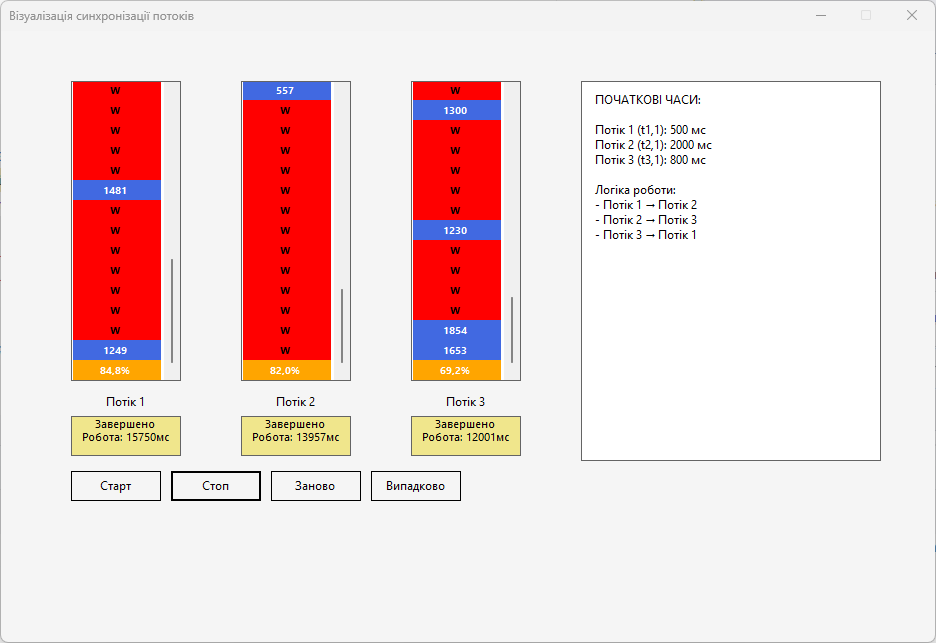 Візуалізація синхронізації потоків
W
W
W
W
W
1481
W
W
W
W
W
W
W
1249
84,8%
Потік 1
Завершено
Робота: 15750мс
557
W
W
W
W
W
W
W
W
W
W
W
W
W
82,0%
Потік 2
Завершено
Робота: 13957мс
W
1300
W
W
W
W
W
1230
W
W
W
W
1854
1653
69,2%
Потік 3
Завершено
Робота: 12001мс
ПОЧАТКОВІ ЧАСИ:
Потік 1 (t1,1): 500 мс
Потік 2 (t2,1): 2000 мс
Потік 3 (t3,1): 800 мс
Логіка роботи:
- Потік 1 → Потік 2
- Потік 2 → Потік 3
- Потік 3 → Потік 1
Старт
Стоп
Заново
Випадково